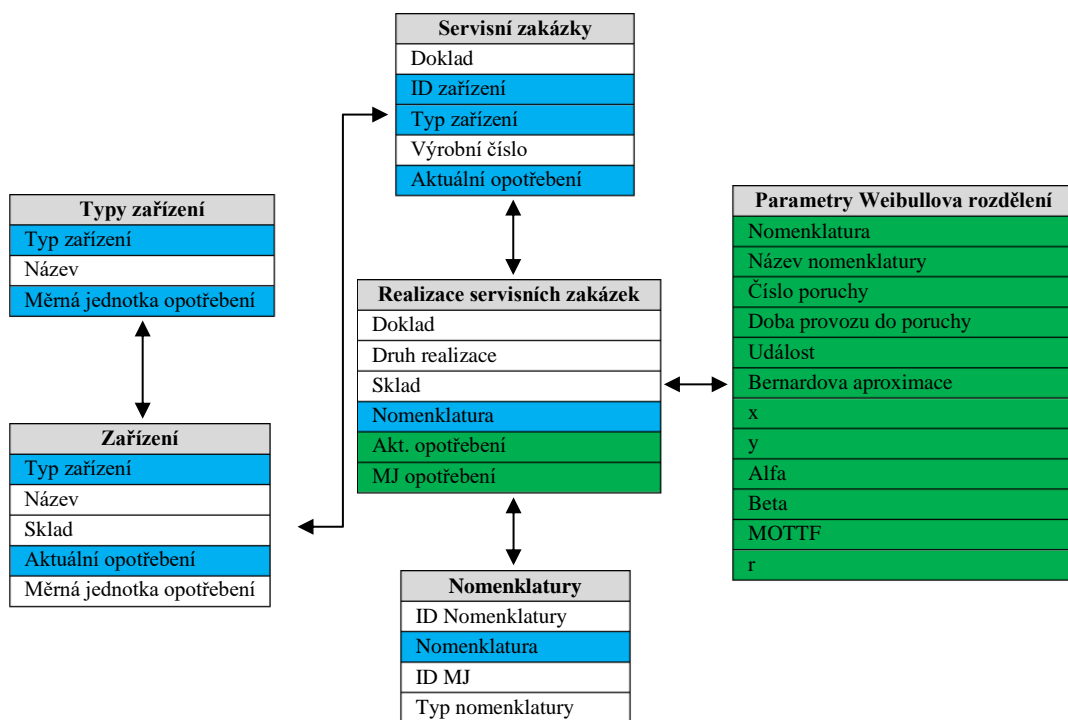 Servisní zakázky
Doklad
ID zařízení
Typ zařízení
Výrobní číslo
Aktuální opotřebení
Typy zařízení
Typ zařízení
Název
Měrná jednotka opotřebení
Zařízení
Typ zařízení
Název
Sklad
Aktuální opotřebení
Měrná jednotka opotřebení
Realizace servisních zakázek
Doklad
Druh realizace
Sklad
Nomenklatura
Akt. opotřebení
MJ opotřebení
Nomenklatury
ID Nomenklatury
Nomenklatura
ID MJ
Typ nomenklatury
Parametry Weibullova rozdělení
Nomenklatura
Název nomenklatury
Číslo poruchy
Doba provozu do poruchy
Událost
Bernardova aproximace
x
y
Alfa
Beta
MOTTF
r